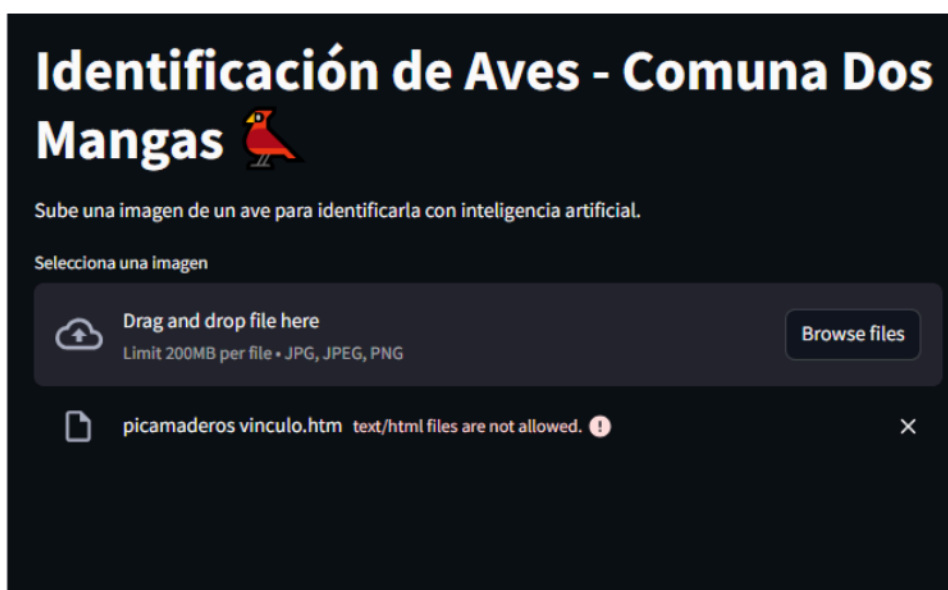 Identificación de Aves - Comuna Dos
Mangas
Sube una imagen de un ave para identificarla con inteligencia artificial.
Selecciona una imagen
Drag and drop file here
Limit 200MB per file • JPG, JPEG, PNG
Browse files
picamaderos vinculo.htm text/html files are not allowed.